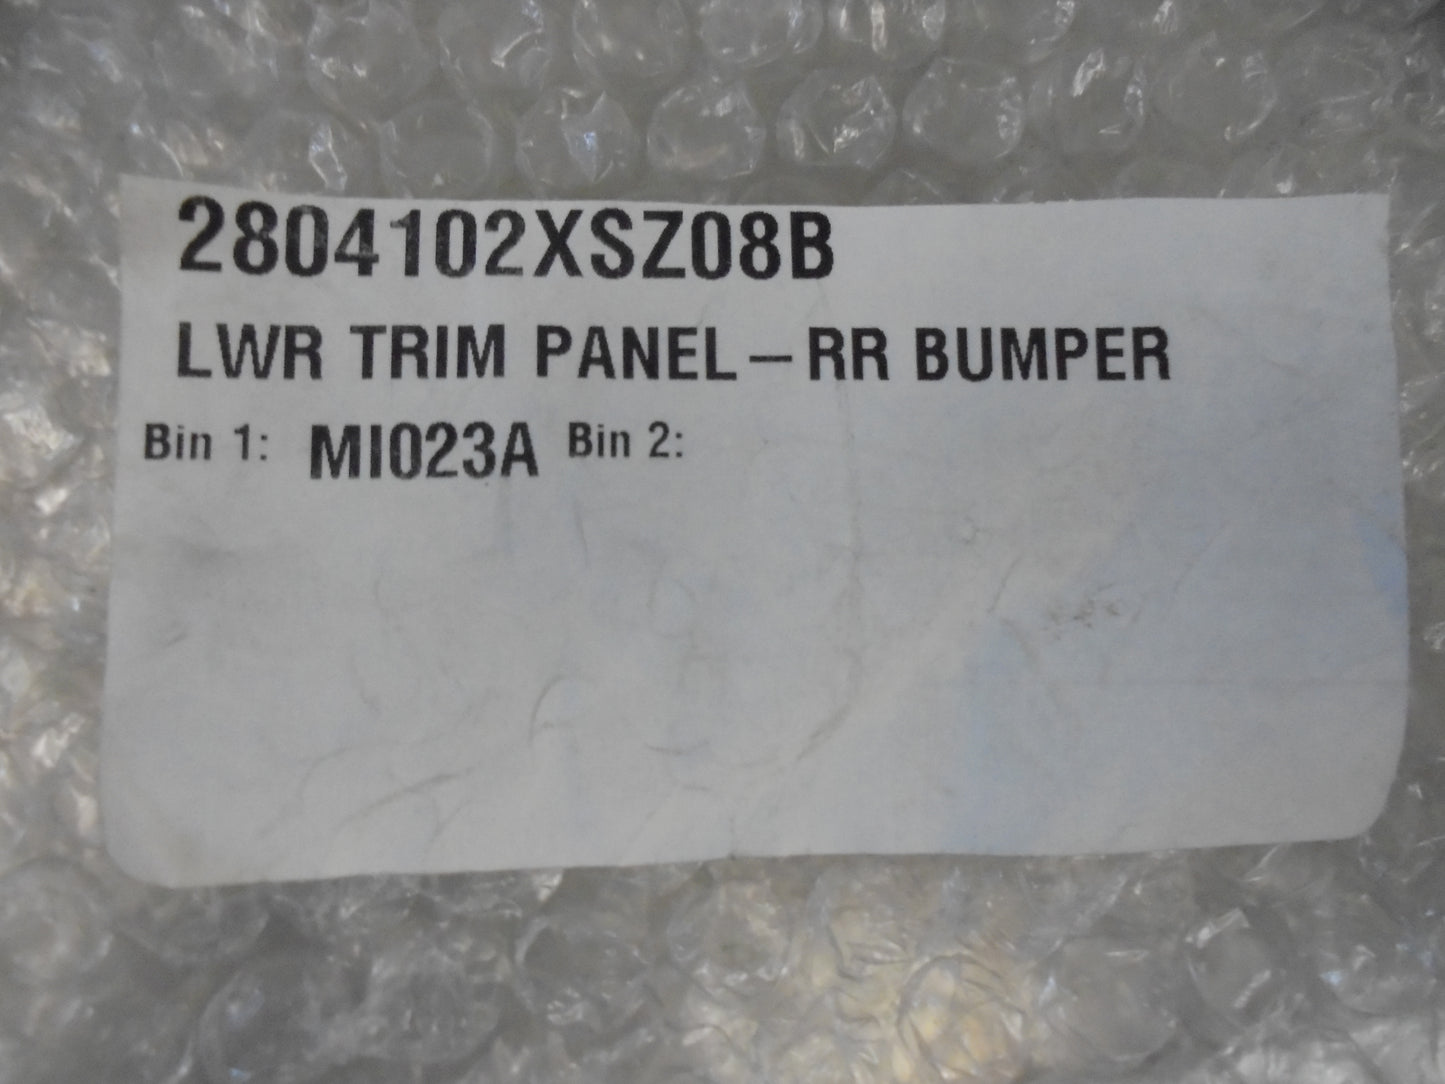 2804102XSZ08B
LWR TRIM PANEL-RR BUMPER
Bin 1: MI023A Bin 2: